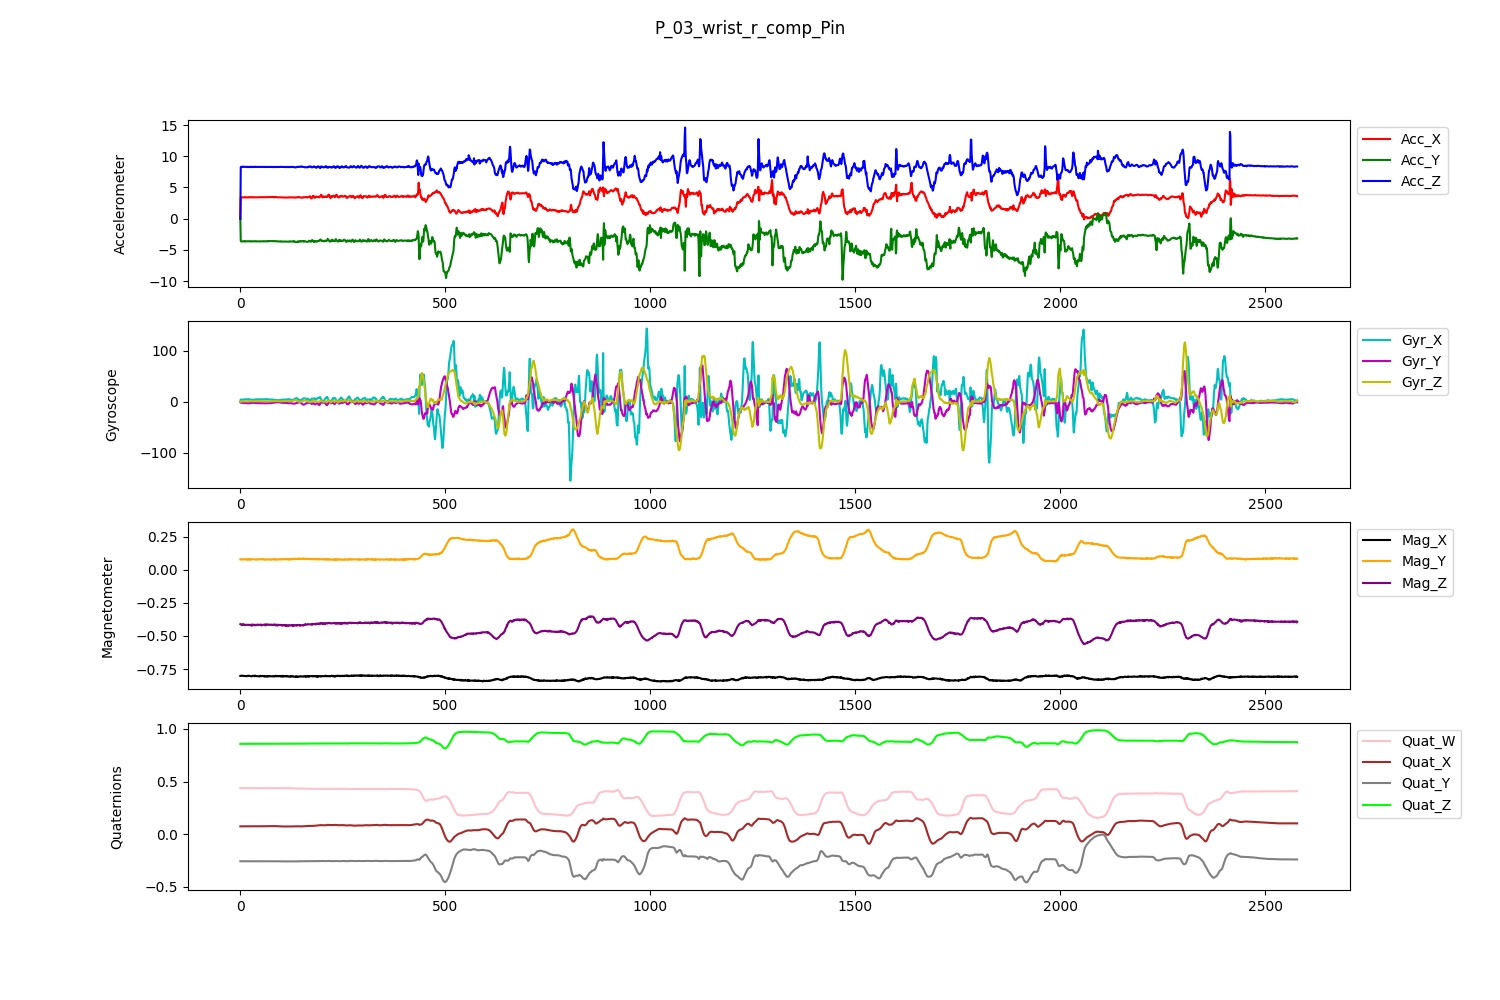 P_03_wrist_r_comp_Pin
Accelerometer
15
10
5
0
−5
−10
0 500 1000 1500 2000 2500
Acc_X
Acc_Y
Acc_Z
Gyroscope
100
0
−100
0 500 1000 1500 2000 2500
Gyr_X
Gyr_Y
Gyr_Z
Magnetometer
0.25
0.00
−0.25
−0.50
−0.75
0 500 1000 1500 2000 2500
Mag_X
Mag_Y
Mag_Z
Quaternions
1.0
0.5
0.0
−0.5
0 500 1000 1500 2000 2500
Quat_W
Quat_X
Quat_Y
Quat_Z